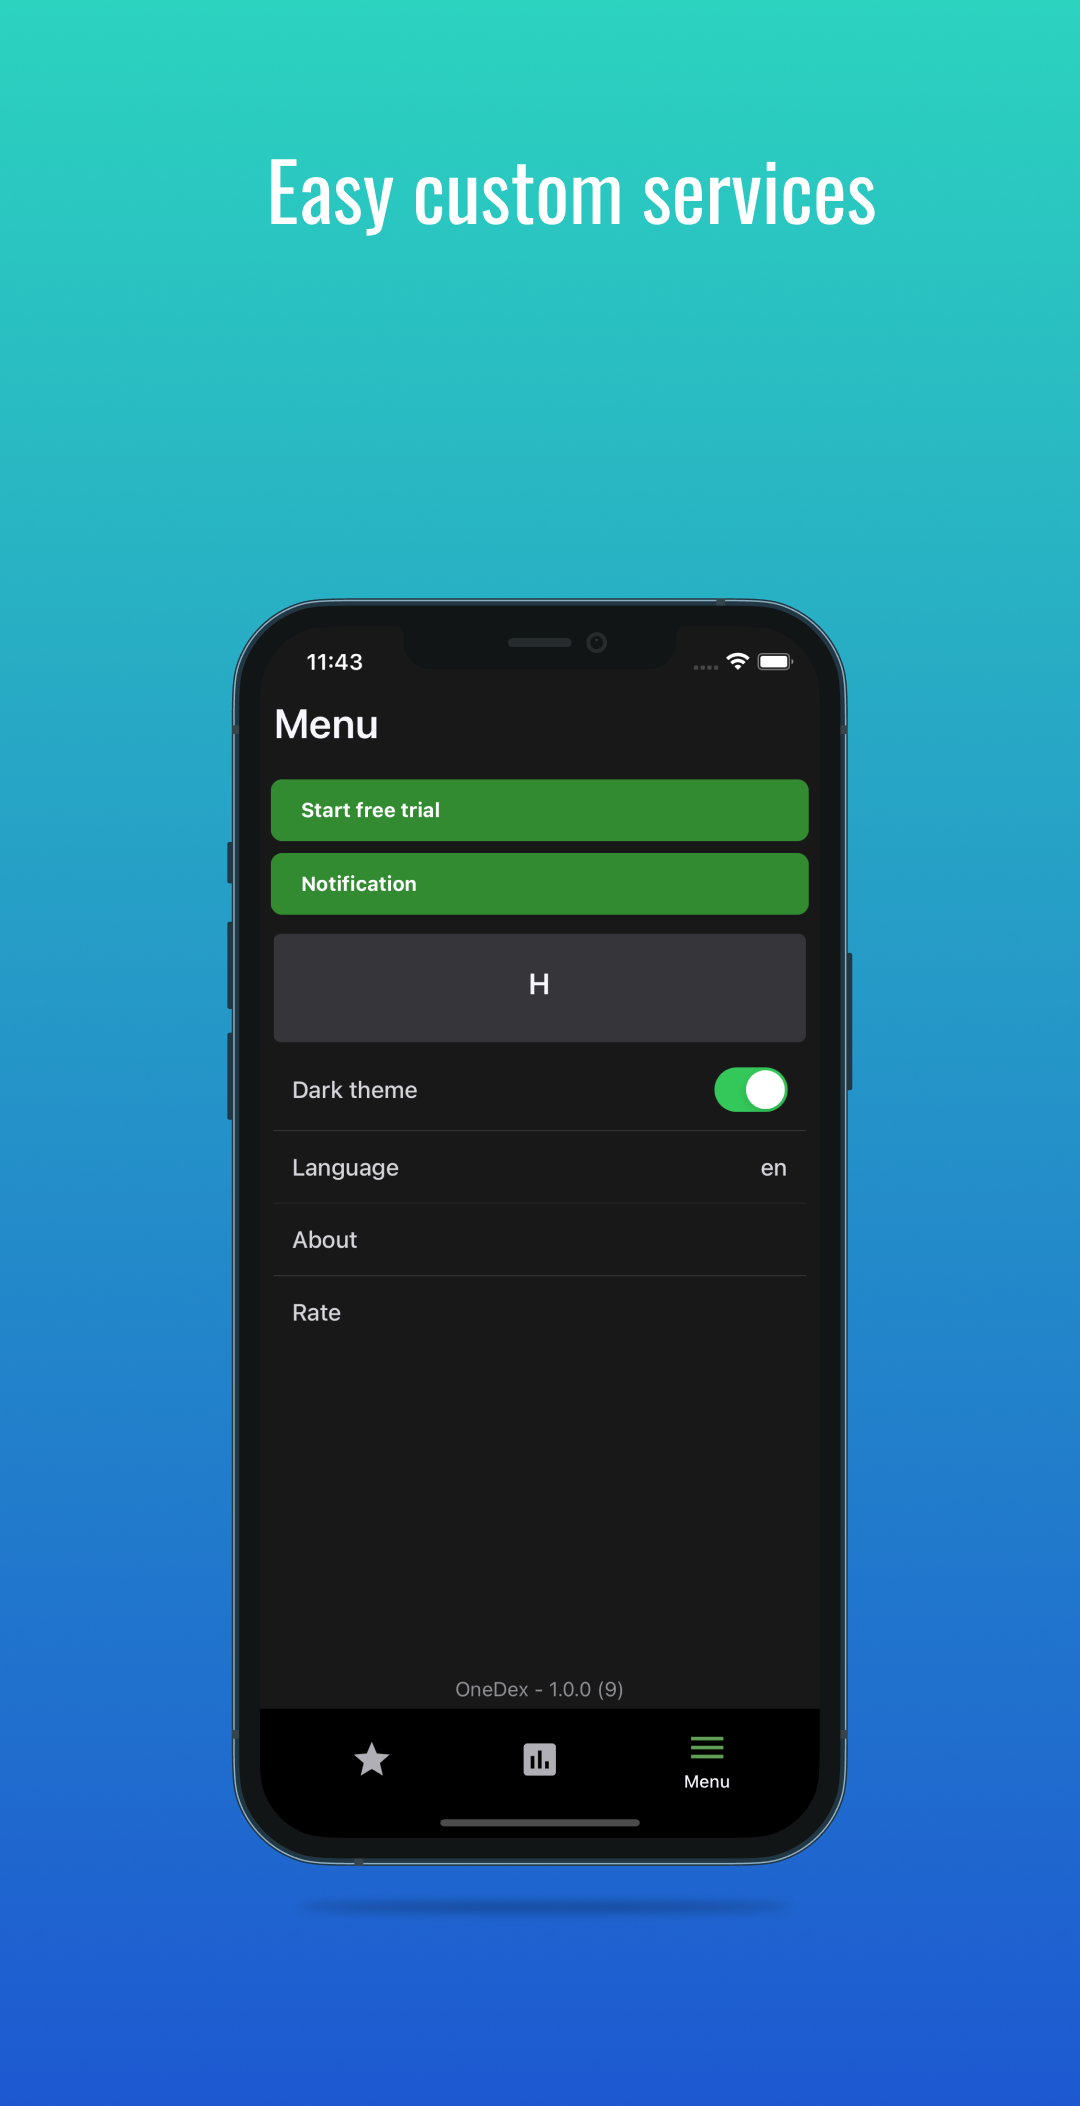 Easy custom services
11:43
Menu
Start free trial
Notification
H
Dark theme
Language en
About
Rate
OneDex - 1.0.0 (9)
Menu